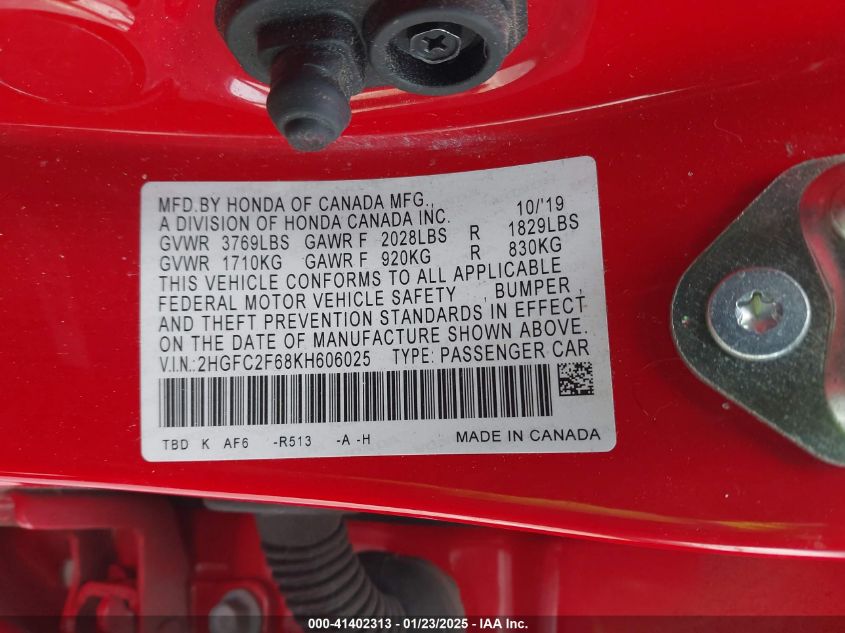 MFD.BY HONDA OF CANADA MFG., 10/'19
A DIVISION OF HONDA CANADA INC.
GVWR 3769LBS GAWR F 2028LBS R 1829LBS
GVWR 1710KG GAWR F 920KG R 830KG
THIS VEHICLE CONFORMS TO ALL APPLICABLE
FEDERAL MOTOR VEHICLE SAFETY , BUMPER ,
AND THEFT PREVENTION STANDARDS IN EFFECT
ON THE DATE OF MANUFACTURE SHOWN ABOVE.
V.I.N.:2HGFC2F68KH606025 TYPE:PASSENGER CAR
TBD K AF6 -R513 -A -H MADE IN CANADA
000-41402313 - 01/23/2025 - IAA Inc.